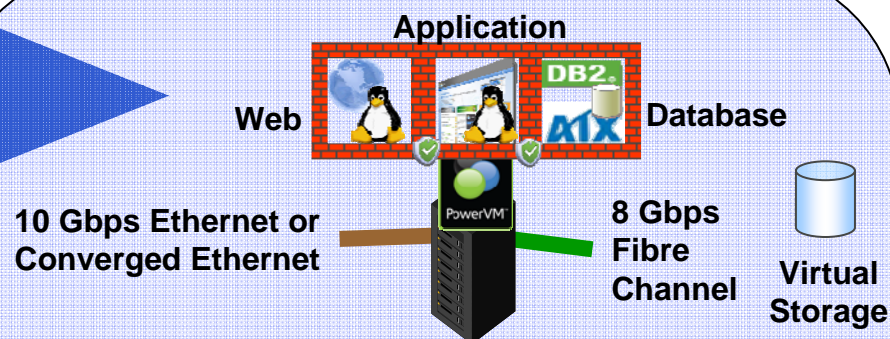 Application
Web
DB2.
AIX
Database
PowerVM
10 Gbps Ethernet or
Converged Ethernet
8 Gbps
Fibre
Channel
Virtual
Storage